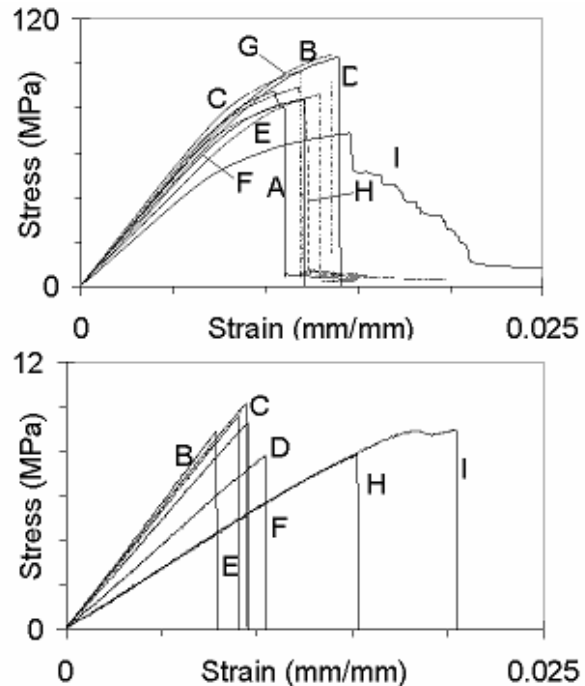 120
Stress (MPa)
G
B
D
C
E
F
A
H
I
0
0
Strain (mm/mm)
0.025
12
Stress (MPa)
C
B
D
E
F
H
I
0
0
Strain (mm/mm)
0.025